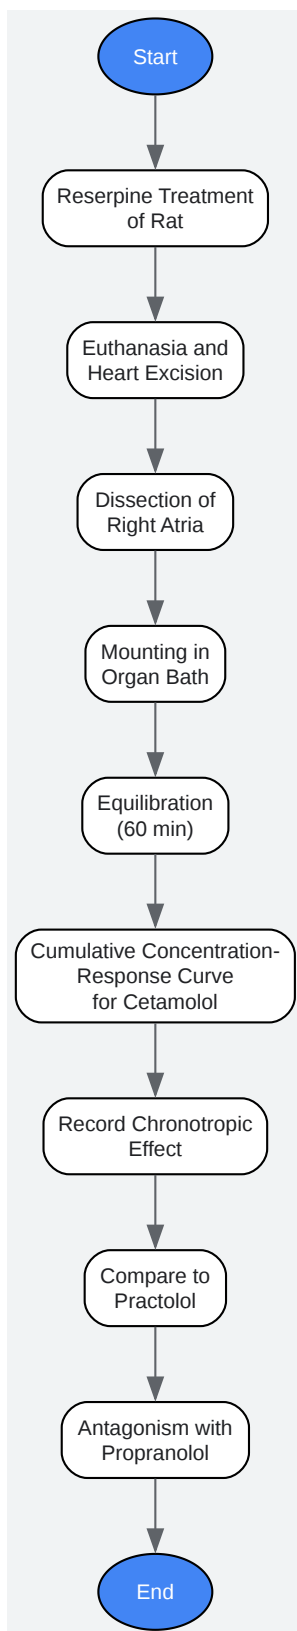 Start
Reserpine Treatment
of Rat
Euthanasia and
Heart Excision
Dissection of
Right Atria
Mounting in
Organ Bath
Equilibration
(60 min)
Cumulative Concentration-
Response Curve
for Cetamolol
Record Chronotropic
Effect
Compare to
Practolol
Antagonism with
Propranolol
End